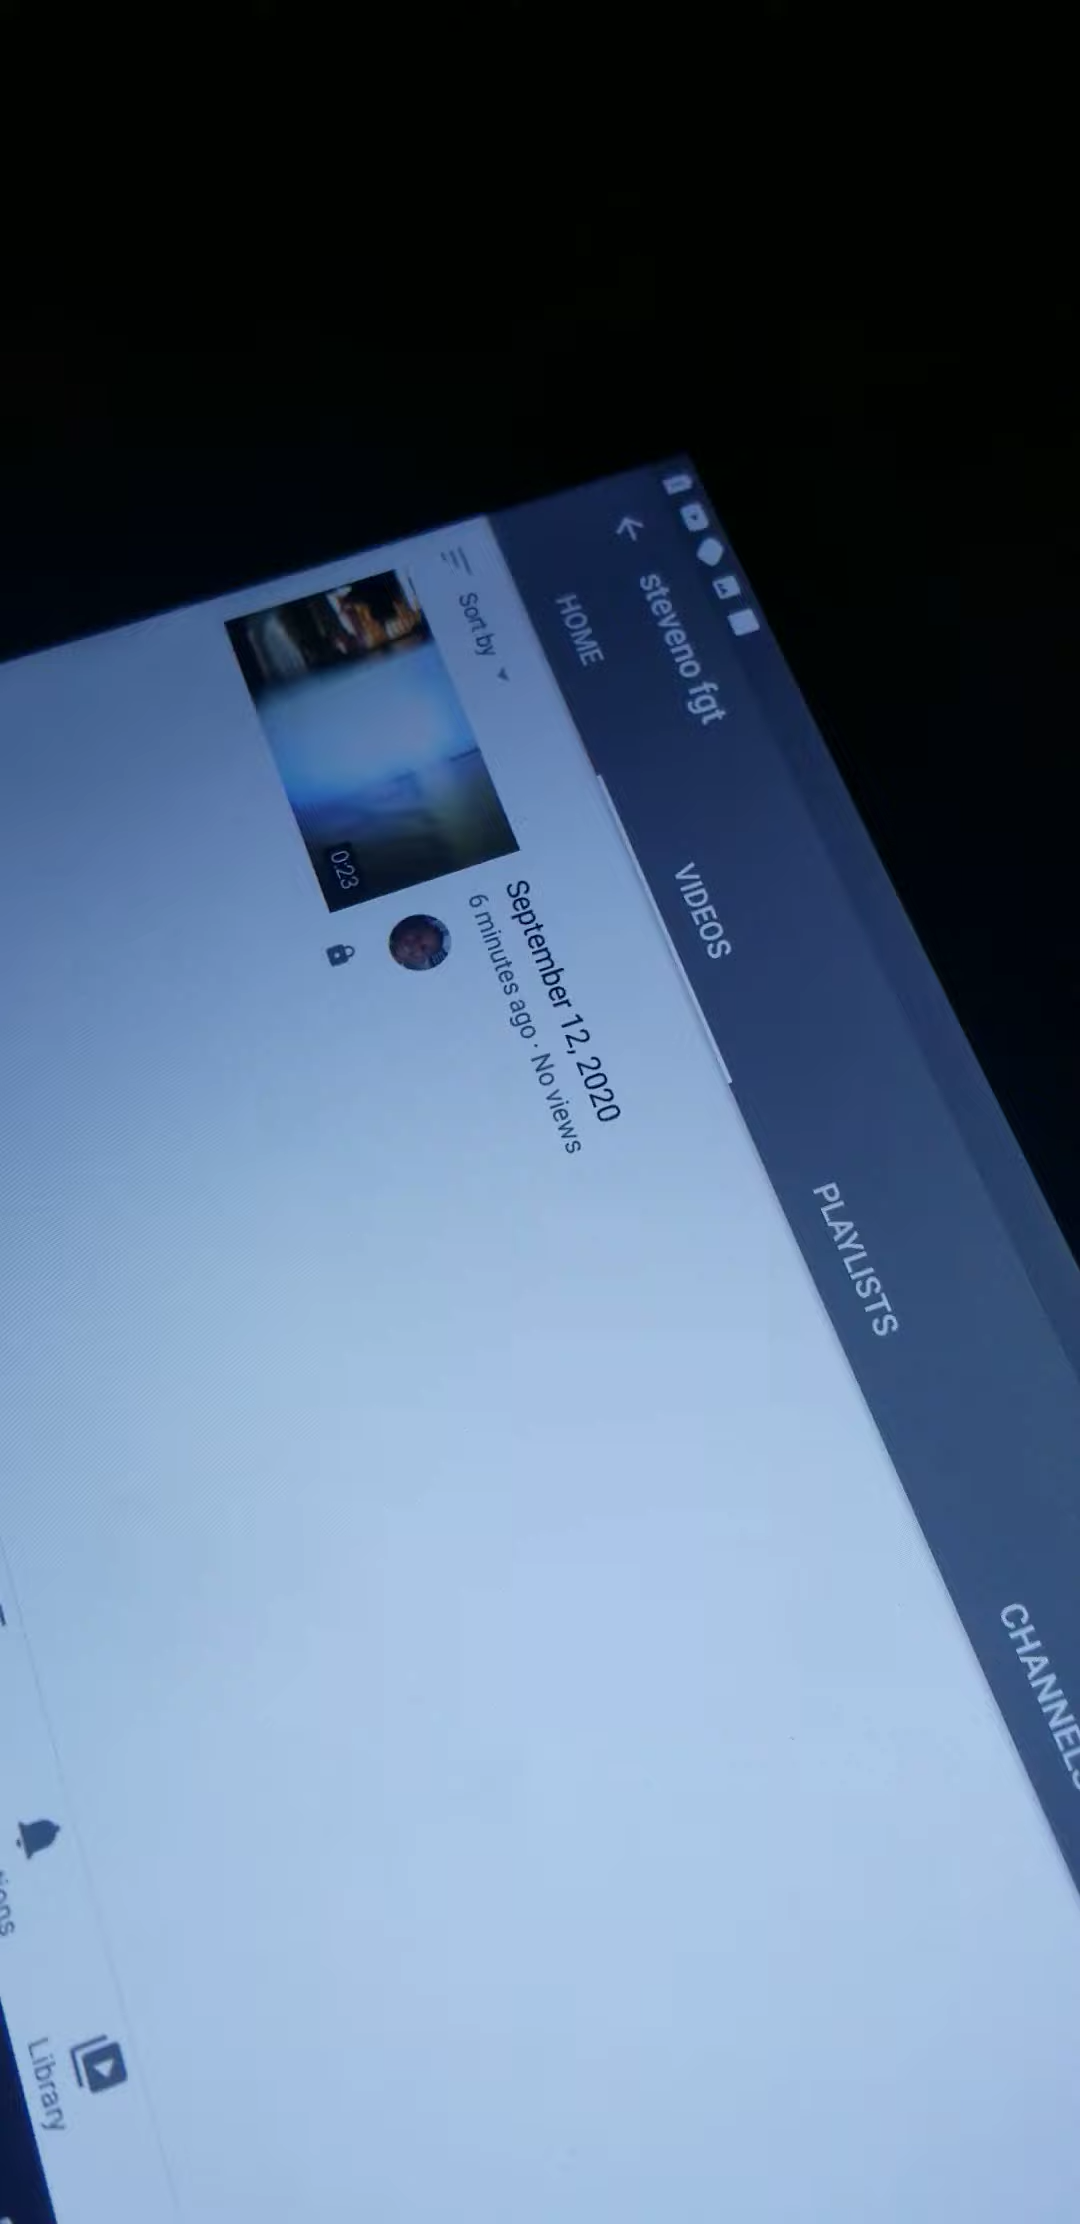 steveno fgt
HOME
VIDEOS
PLAYLISTS
CHANNELS
Sort by
0:23
September 12, 2020
6 minutes ago · No views
Library